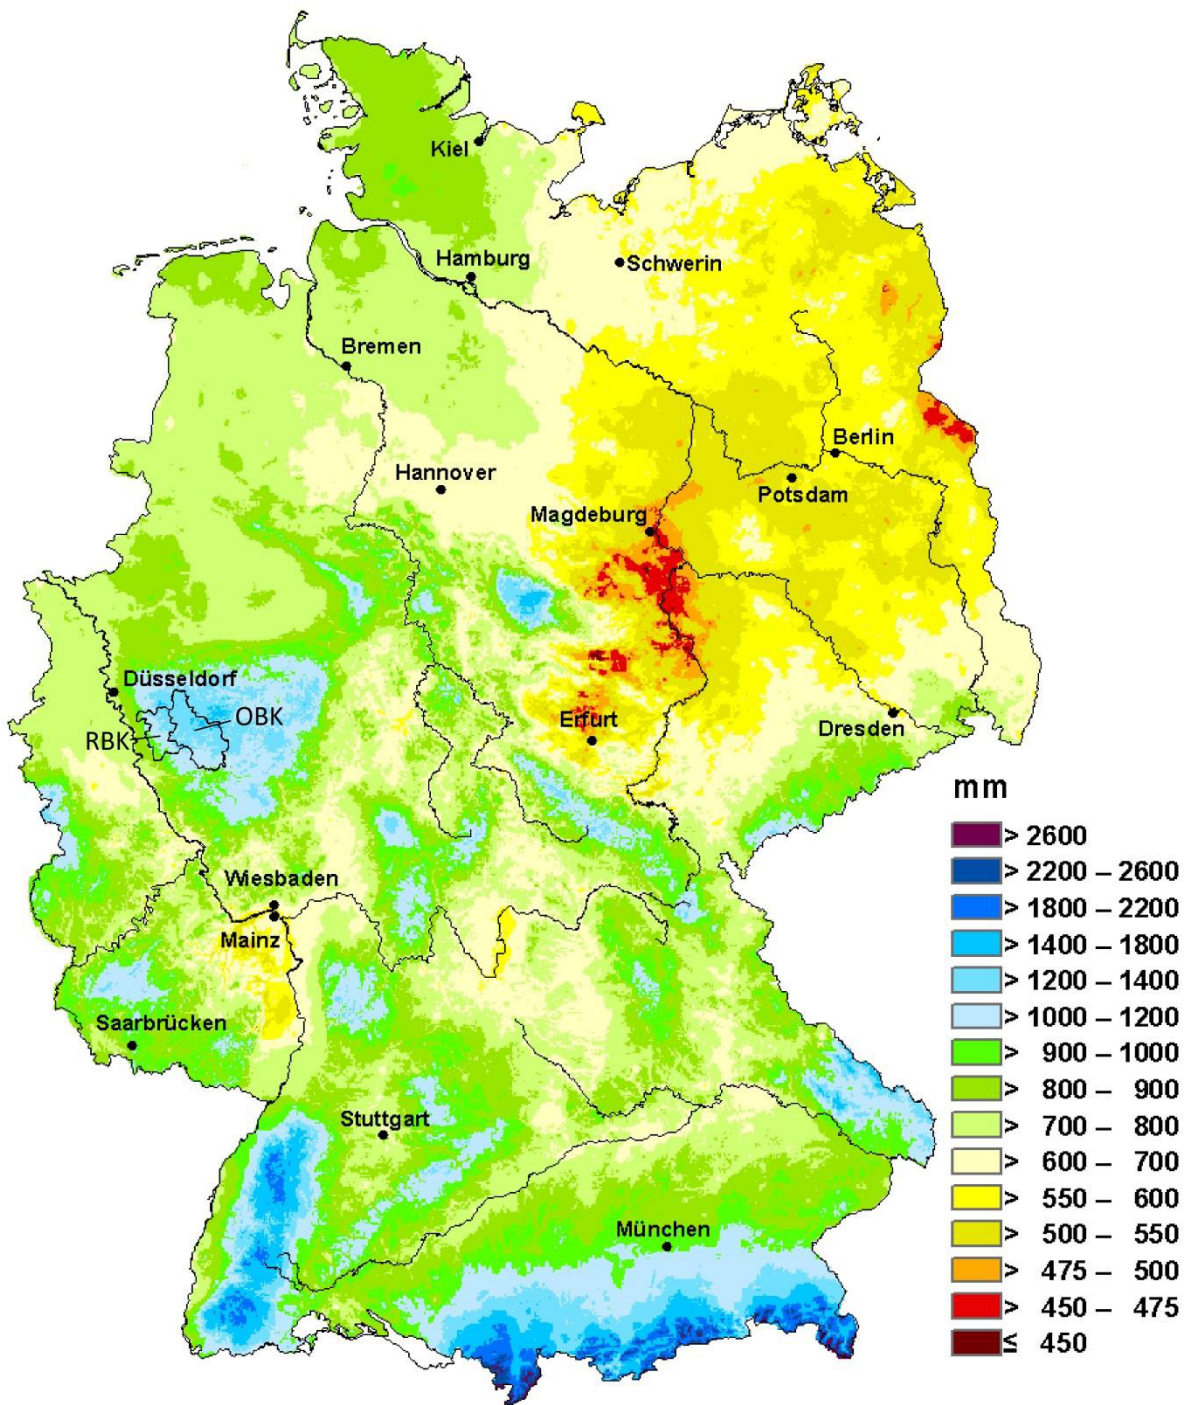 Kiel
Hamburg
Schwerin
Bremen
Berlin
Hannover
Potsdam
Magdeburg
Düsseldorf
OBK
RBK
Erfurt
Dresden
Wiesbaden
Mainz
Saarbrücken
Stuttgart
München
mm
> 2600
> 2200 – 2600
> 1800 – 2200
> 1400 – 1800
> 1200 – 1400
> 1000 – 1200
> 900 – 1000
> 800 – 900
> 700 – 800
> 600 – 700
> 550 – 600
> 500 – 550
> 475 – 500
> 450 – 475
≤ 450